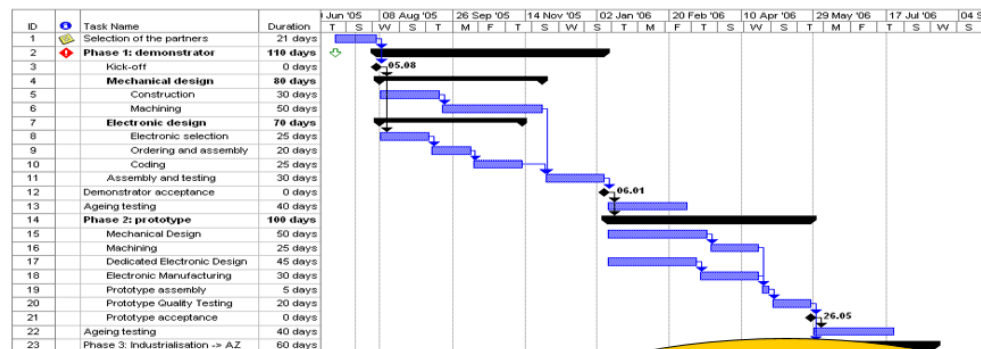 Jun '05 08 Aug '05 26 Sep '05 14 Nov '05 02 Jan '06 20 Feb '06 10 Apr '06 29 May '06 17 Jul '06 04 S
ID Task Name Duration T S W S T M F T S W S T M F T S W S T M F T S
1 Selection of the partners 21 days
2 Phase 1: demonstrator 110 days
3 Kick-off 0 days 05.08
4 Mechanical design 80 days
5 Construction 30 days
6 Machining 50 days
7 Electronic design 70 days
8 Electronic selection 25 days
9 Ordering and assembly 20 days
10 Coding 25 days
11 Assembly and testing 30 days
12 Demonstrator acceptance 0 days 06.01
13 Ageing testing 40 days
14 Phase 2: prototype 100 days
15 Mechanical Design 50 days
16 Machining 25 days
17 Dedicated Electronic Design 45 days
18 Electronic Manufacturing 30 days
19 Prototype assembly 5 days
20 Prototype Quality Testing 20 days
21 Prototype acceptance 0 days 26.05
22 Ageing testing 40 days
23 Phase 3: Industrialisation -> AZ 60 days